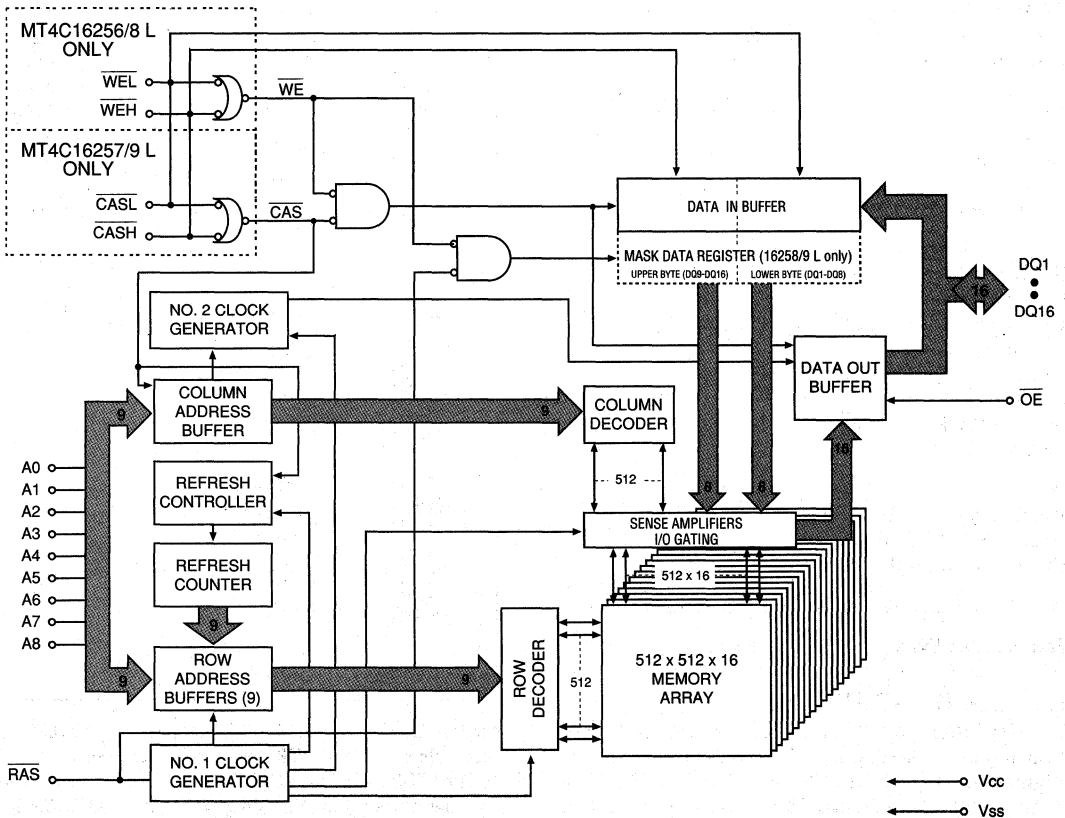 MT4C16256/8 L
ONLY
WEL
WEH
WE
MT4C16257/9 L
ONLY
CASL
CASH
CAS
DATA IN BUFFER
MASK DATA REGISTER (16258/9 L only)
UPPER BYTE (DQ9-DQ16)
LOWER BYTE (DQ1-DQ8)
16
DQ1
DQ16
NO. 2 CLOCK
GENERATOR
DATA OUT
BUFFER
OE
COLUMN
ADDRESS
BUFFER
9
9
COLUMN
DECODER
512
8
8
16
A0
A1
A2
A3
A4
A5
A6
A7
A8
REFRESH
CONTROLLER
REFRESH
COUNTER
9
SENSE AMPLIFIERS
I/O GATING
512 x 16
9
ROW
ADDRESS
BUFFERS (9)
9
ROW
DECODER
512
512 x 512 x 16
MEMORY
ARRAY
RAS
NO. 1 CLOCK
GENERATOR
Vcc
Vss